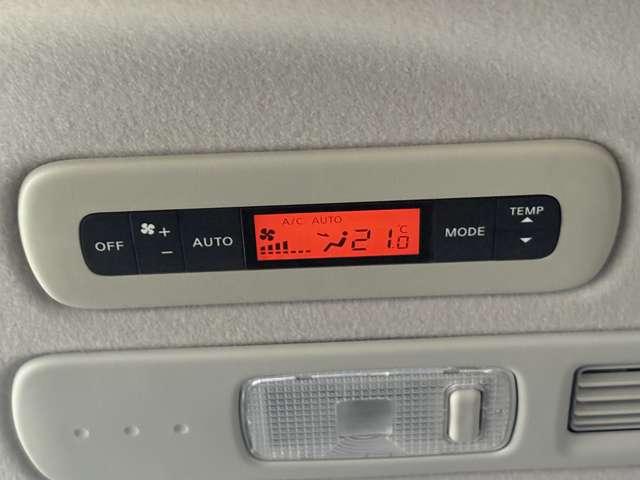 OFF
+
-
AUTO
A/C AUTO
21.0 °C
MODE
TEMP